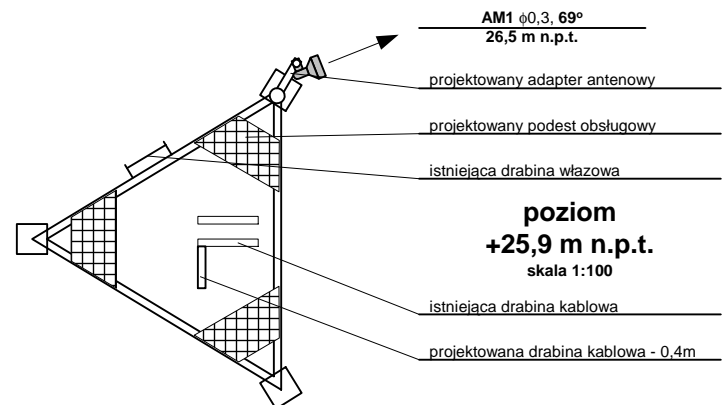 AM1 ϕ0,3, 69º
26,5 m n.p.t.
projektowany adapter antenowy
projektowany podest obsługowy
istniejąca drabina włazowa
poziom
+25,9 m n.p.t.
skala 1:100
istniejąca drabina kablowa
projektowana drabina kablowa - 0,4m